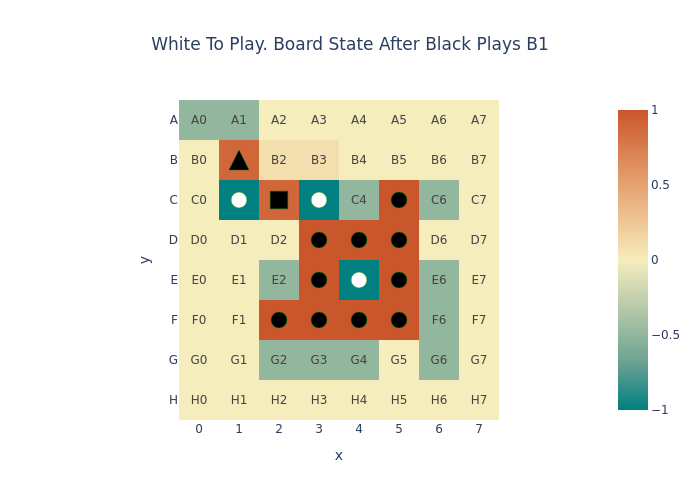 White To Play. Board State After Black Plays B1
A A0 A1 A2 A3 A4 A5 A6 A7
B B0 B2 B3 B4 B5 B6 B7
C C0 C4 C6 C7
D D0 D1 D2 D6 D7
E E0 E1 E2 E6 E7
F F0 F1 F6 F7
G G0 G1 G2 G3 G4 G5 G6 G7
H H0 H1 H2 H3 H4 H5 H6 H7
0 1 2 3 4 5 6 7
x
y
1
0.5
0
−0.5
−1